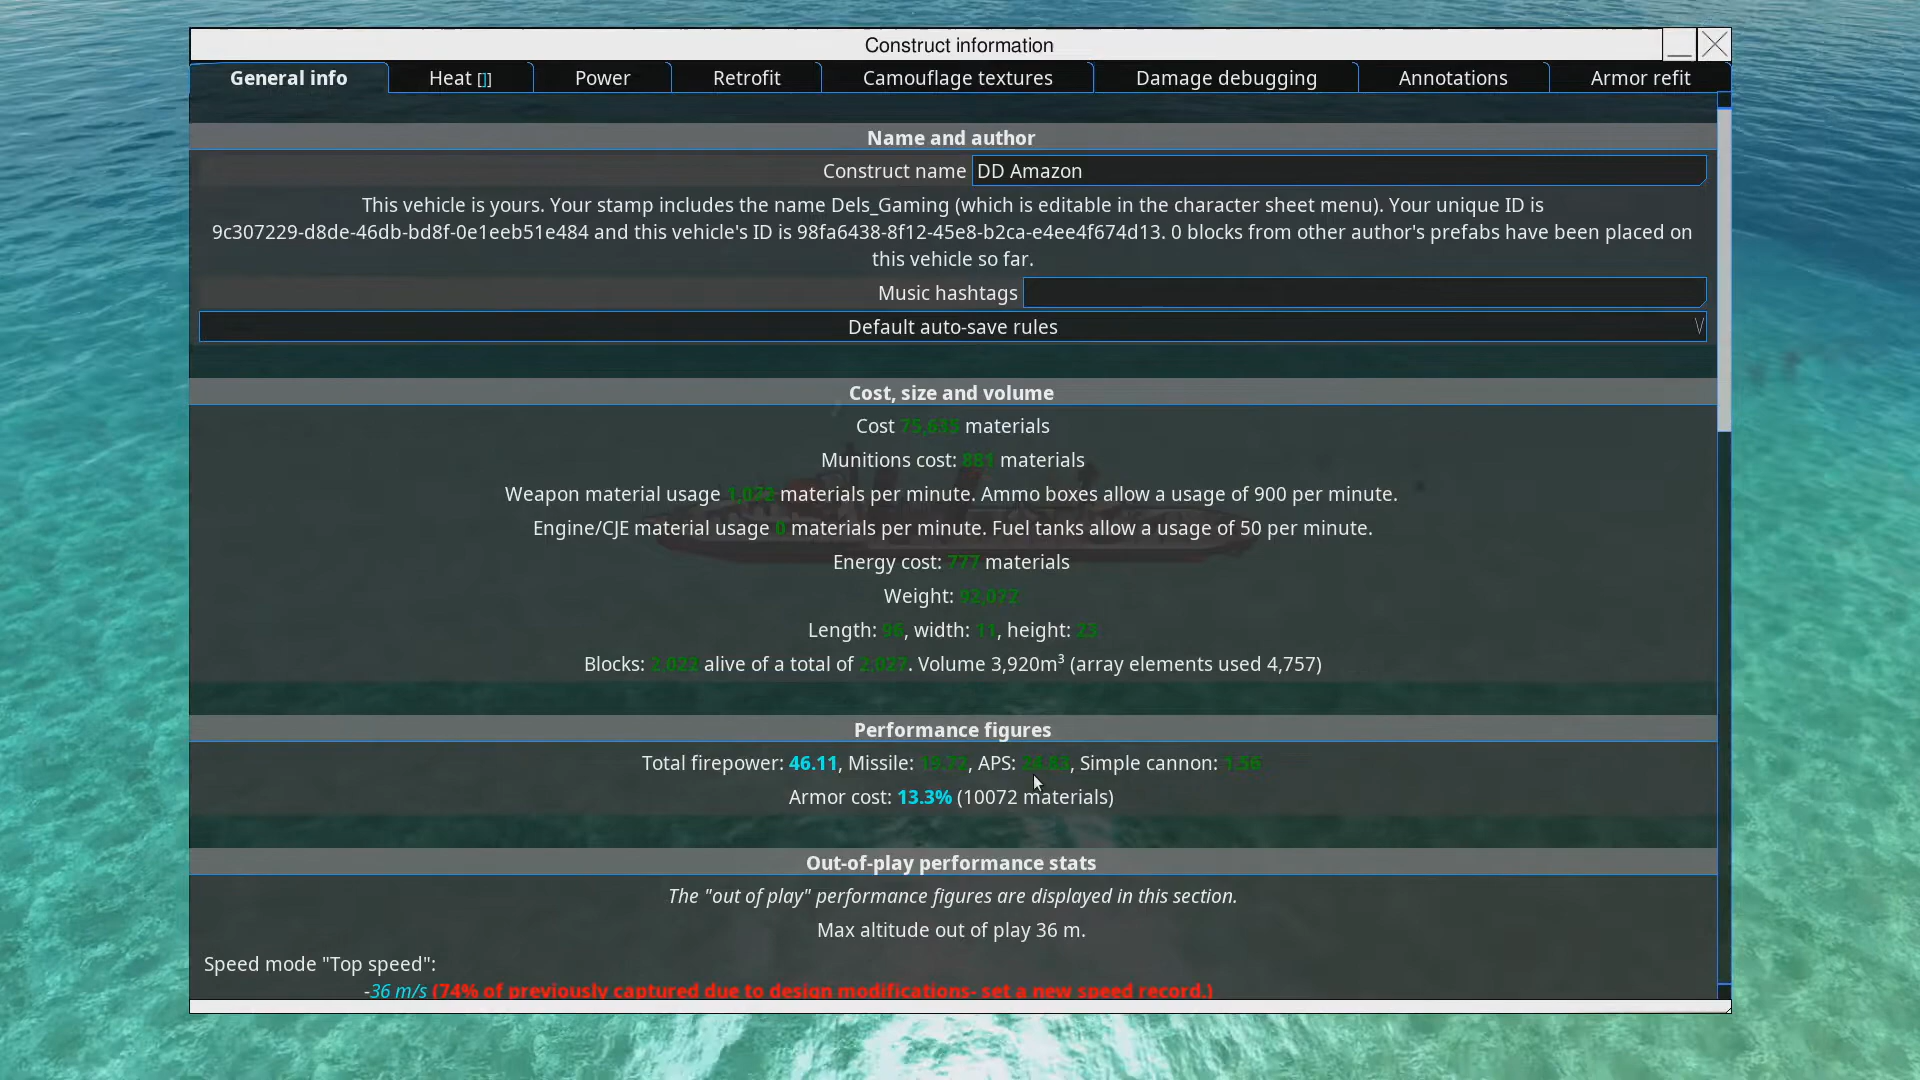 Construct information
General info
Heat []
Power
Retrofit
Camouflage textures
Damage debugging
Annotations
Armor refit
Name and author
Construct name DD Amazon
This vehicle is yours. Your stamp includes the name Dels_Gaming (which is editable in the character sheet menu). Your unique ID is
9c307229-d8de-46db-bd8f-0e1eeb51e484 and this vehicle's ID is 98fa6438-8f12-45e8-b2ca-e4ee4f674d13. 0 blocks from other author's prefabs have been placed on
this vehicle so far.
Music hashtags
Default auto-save rules
Cost, size and volume
Cost materials
Munitions cost: 881 materials
Weapon material usage materials per minute. Ammo boxes allow a usage of 900 per minute.
Engine/CJE material usage 0 materials per minute. Fuel tanks allow a usage of 50 per minute.
Energy cost: 777 materials
Weight:
Length: 96, width: 11, height:
Blocks: alive of a total of . Volume 3,920m³ (array elements used 4,757)
Performance figures
Total firepower: 46.11, Missile: , APS: , Simple cannon:
Armor cost: 13.3% (10072 materials)
Out-of-play performance stats
The "out of play" performance figures are displayed in this section.
Max altitude out of play 36 m.
Speed mode "Top speed":
-36 m/s (74% of previously captured due to design modifications- set a new speed record.)